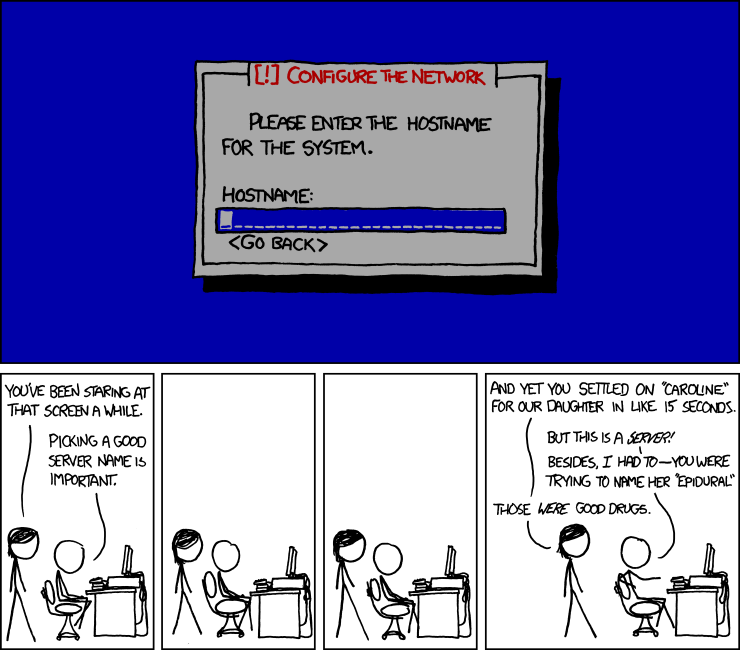 [!] CONFIGURE THE NETWORK
PLEASE ENTER THE HOSTNAME
FOR THE SYSTEM.
HOSTNAME:
<GO BACK>
YOU'VE BEEN STARING AT
THAT SCREEN A WHILE.
PICKING A GOOD
SERVER NAME IS
IMPORTANT.
AND YET YOU SETTLED ON "CAROLINE"
FOR OUR DAUGHTER IN LIKE 15 SECONDS.
BUT THIS IS A SERVER!
BESIDES, I HAD TO—YOU WERE
TRYING TO NAME HER "EPIDURAL"
THOSE WERE GOOD DRUGS.